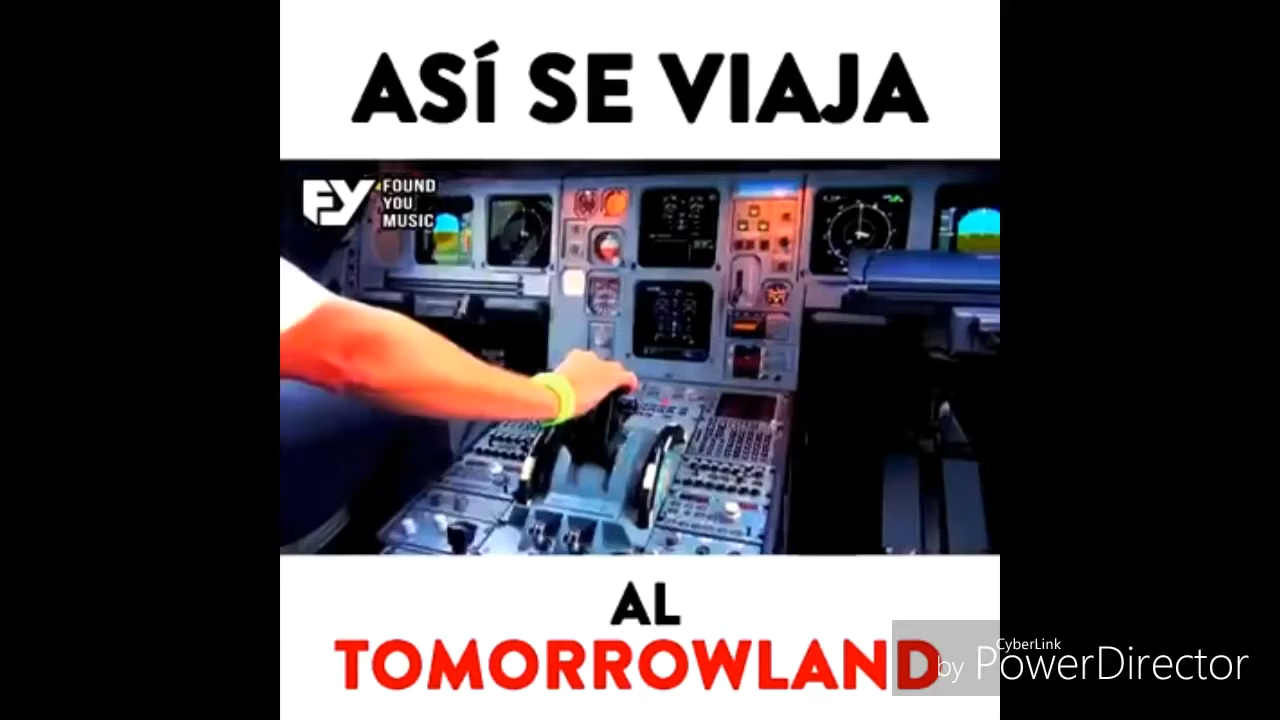 ASÍ SE VIAJA
FOUND
YOU
MUSIC
AL
TOMORROWLAND
CyberLink
by PowerDirector